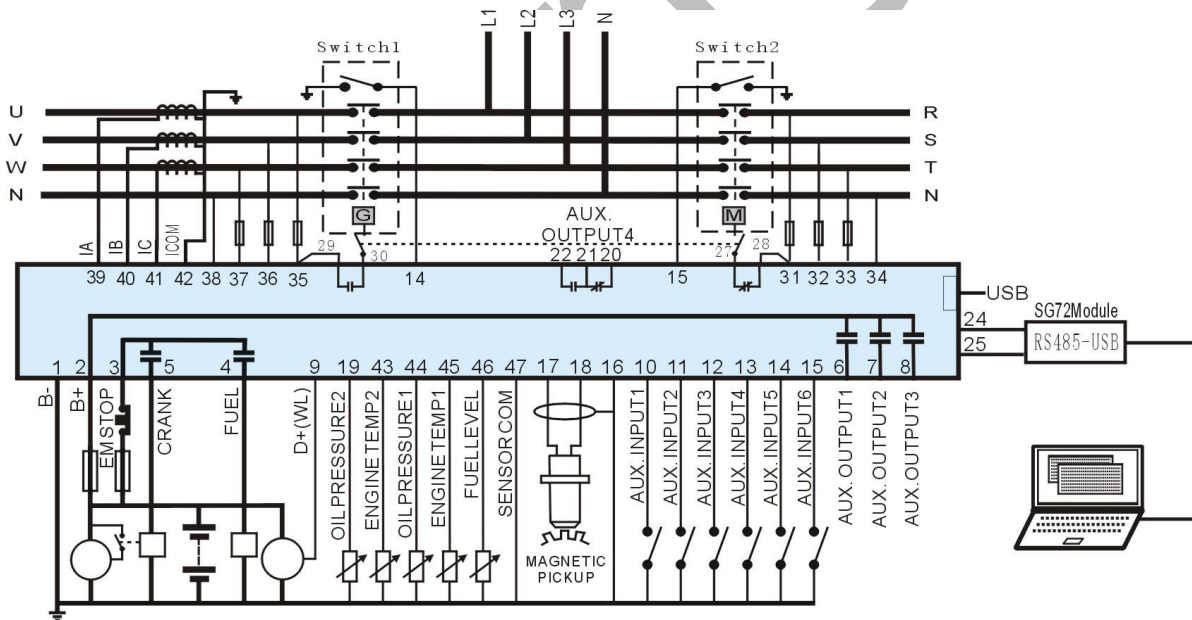 L1
L2
L3
N
Switch1
Switch2
U
V
W
N
R
S
T
N
G
M
AUX.
OUTPUT4
IA
IB
IC
ICOM
29
30
22 21 20
27
28
39
40
41
42
38
37
36
35
14
15
31
32
33
34
USB
SG72Module
24
25
RS485-USB
1
2
3
5
4
9
19
43
44
45
46
47
17
18
16
10
11
12
13
14
15
6
7
8
B-
B+
EMSTOP
CRANK
FUEL
D+(WL)
OILPRESSURE2
ENGINETEMP2
OILPRESSURE1
ENGINETEMP1
FUELLEVEL
SENSORCOM
MAGNETIC
PICKUP
AUX.INPUT1
AUX.INPUT2
AUX.INPUT3
AUX.INPUT4
AUX.INPUT5
AUX.INPUT6
AUX.OUTPUT1
AUX.OUTPUT2
AUX.OUTPUT3